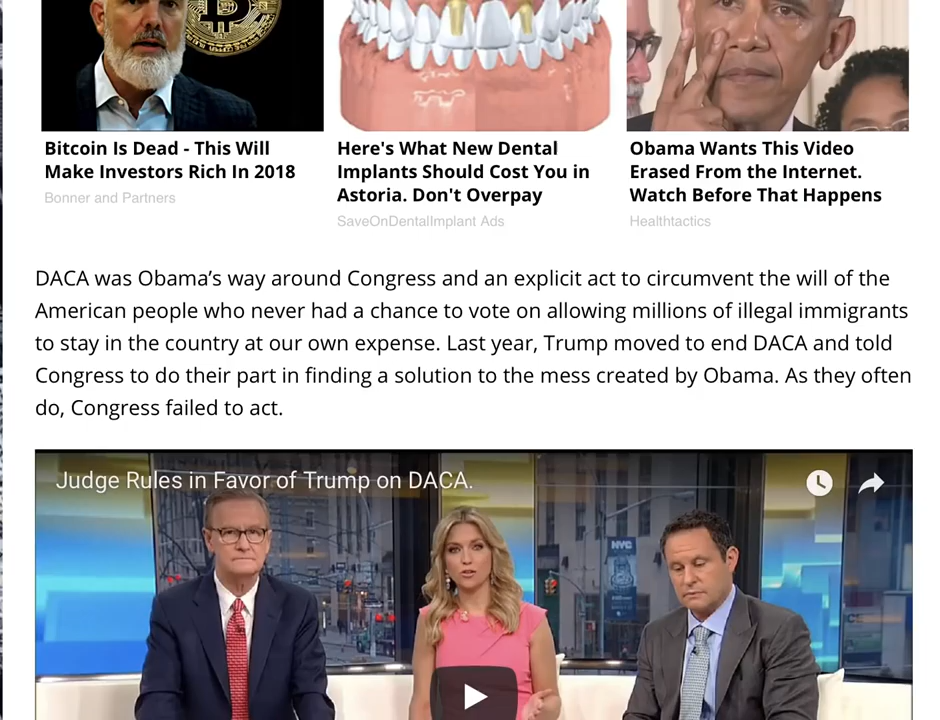 Bitcoin Is Dead - This Will
Make Investors Rich In 2018
Bonner and Partners
Here's What New Dental
Implants Should Cost You in
Astoria. Don't Overpay
SaveOnDentalImplant Ads
Obama Wants This Video
Erased From the Internet.
Watch Before That Happens
Healthtactics
DACA was Obama’s way around Congress and an explicit act to circumvent the will of the
American people who never had a chance to vote on allowing millions of illegal immigrants
to stay in the country at our own expense. Last year, Trump moved to end DACA and told
Congress to do their part in finding a solution to the mess created by Obama. As they often
do, Congress failed to act.
Judge Rules in Favor of Trump on DACA.
NYC